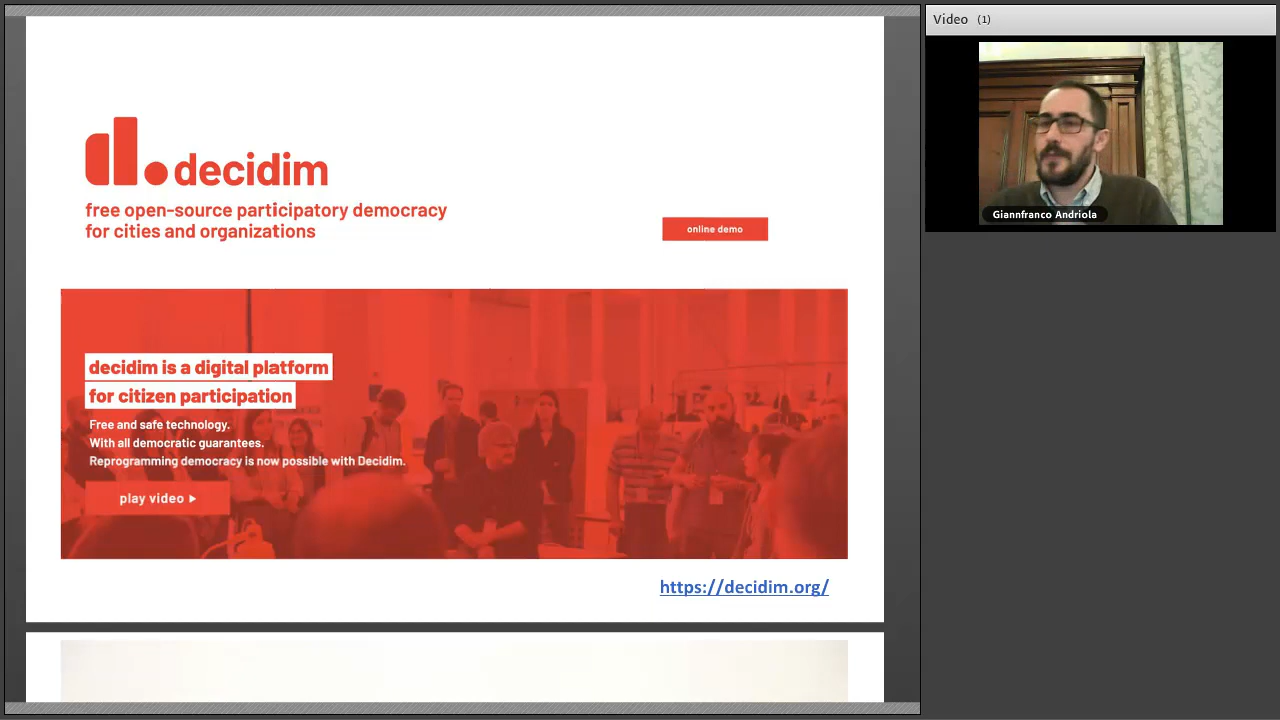 Video (1)
Giannfranco Andriola
decidim
free open-source participatory democracy
for cities and organizations
online demo
decidim is a digital platform
for citizen participation
Free and safe technology.
With all democratic guarantees.
Reprogramming democracy is now possible with Decidim.
play video
https://decidim.org/